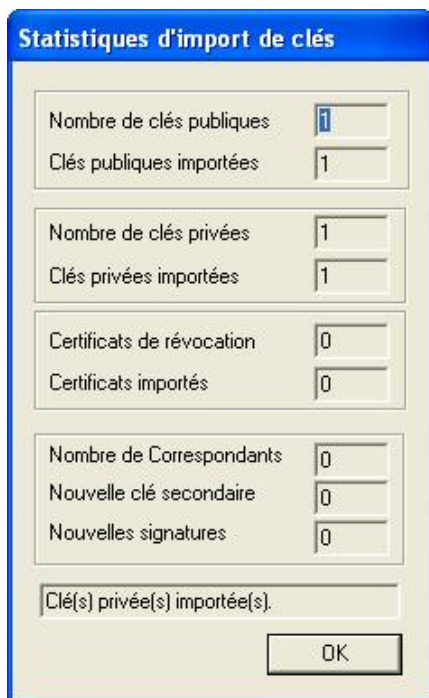 Statistiques d'import de clés
Nombre de clés publiques 1
Clés publiques importées 1
Nombre de clés privées 1
Clés privées importées 1
Certificats de révocation 0
Certificats importés 0
Nombre de Correspondants 0
Nouvelle clé secondaire 0
Nouvelles signatures 0
Clé(s) privée(s) importée(s).
OK